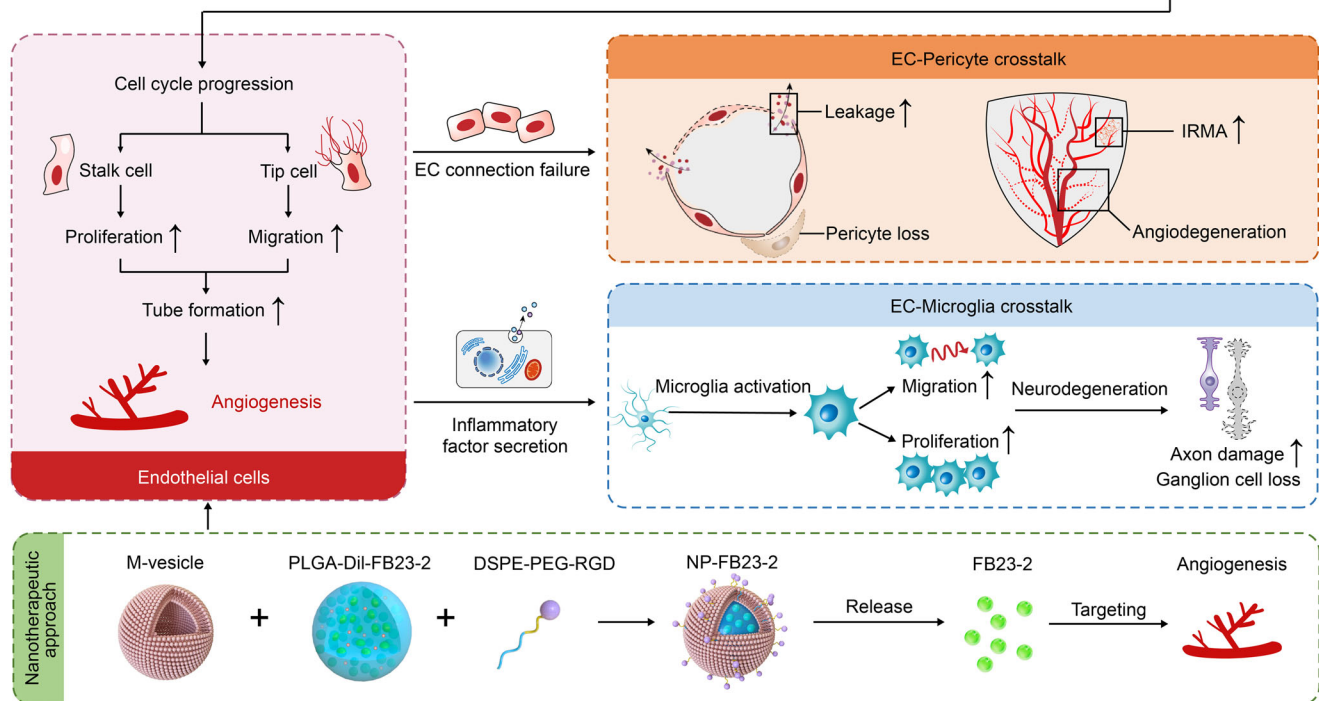 Cell cycle progression
Stalk cell
Tip cell
Proliferation ↑
Migration ↑
Tube formation ↑
Angiogenesis
Endothelial cells
EC connection failure
Inflammatory
factor secretion
EC-Pericyte crosstalk
Leakage ↑
Pericyte loss
IRMA ↑
Angiodegeneration
EC-Microglia crosstalk
Microglia activation
Migration ↑
Proliferation ↑
Neurodegeneration
Axon damage ↑
Ganglion cell loss
Nanotherapeutic
approach
M-vesicle
+
PLGA-Dil-FB23-2
+
DSPE-PEG-RGD
NP-FB23-2
Release
FB23-2
Targeting
Angiogenesis